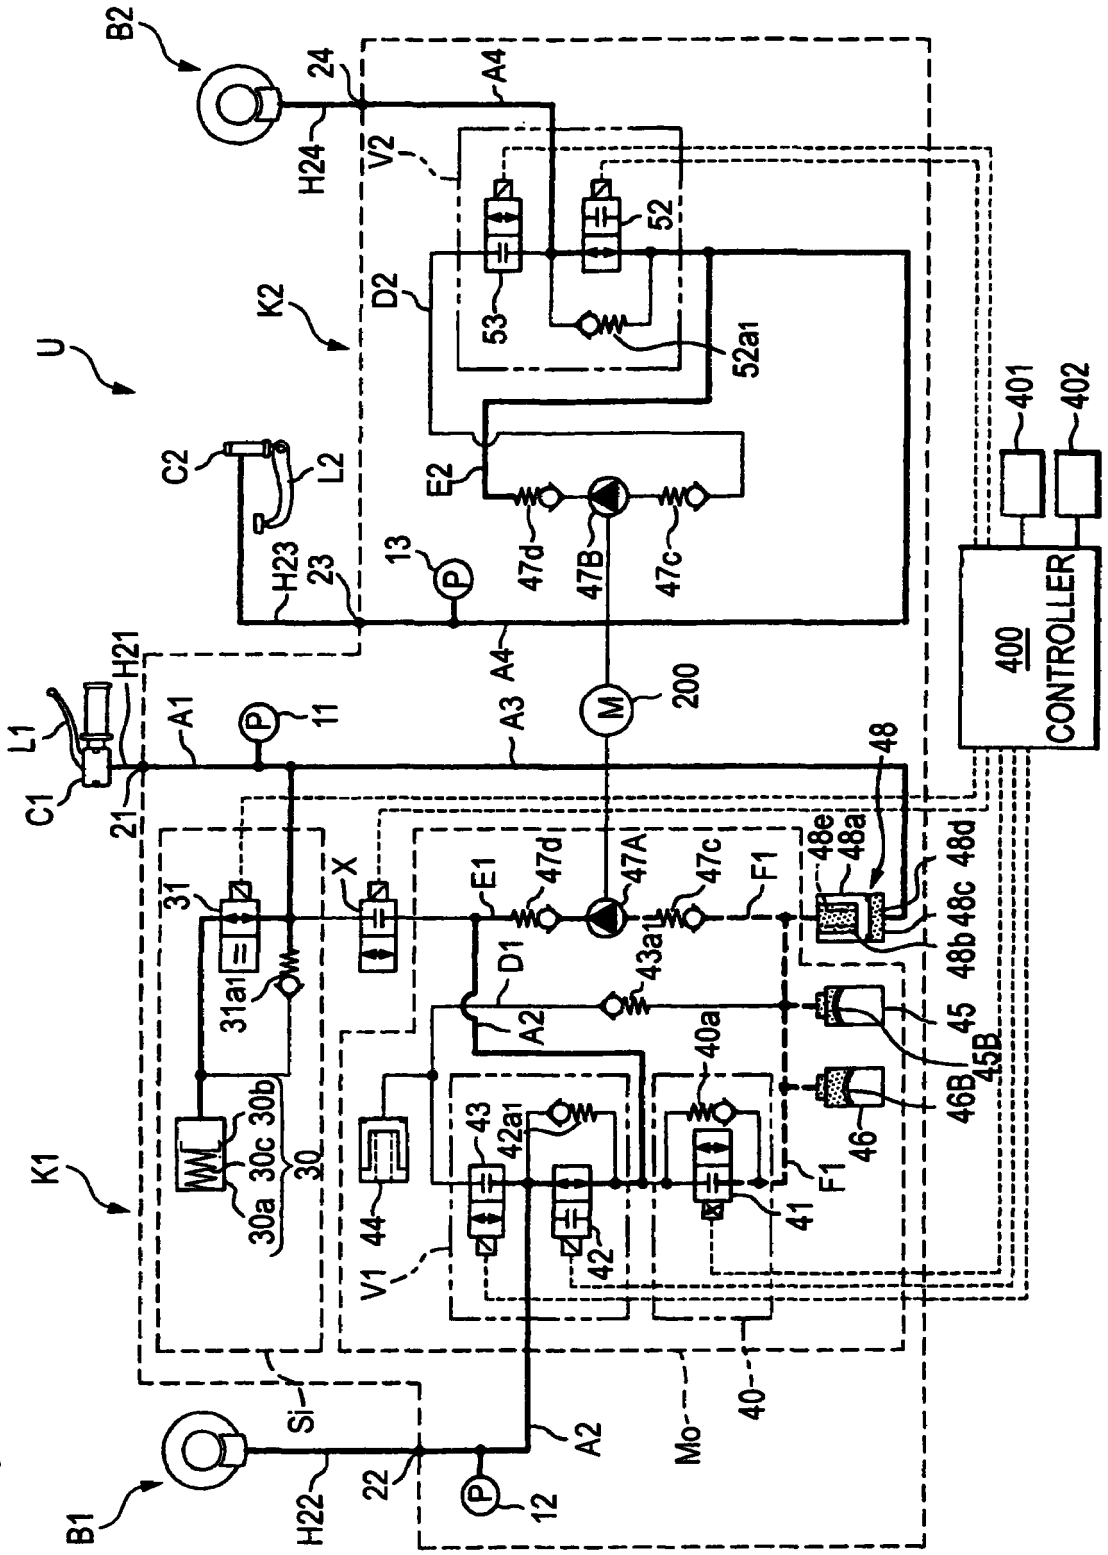 B2
24
A4
H24
V2
52
53
D2
K2
52a1
U
C2
L2
E2
47d
47B
47c
13
P
H23
23
A4
401
402
400
CONTROLLER
L1
H21
C1
21
A1
P
11
A3
M
200
31
X
E1
47d
47A
47c
F1
48e
48a
48
48d
48c
48b
31a1
D1
43a1
A2
40a
45
45B
46B
46
K1
30b
30c
30a
30
44
43
42a1
42
41
F1
V1
40
Mo
Si
A2
B1
H22
22
P
12